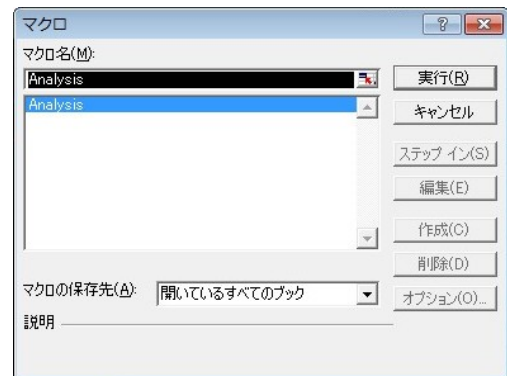 マクロ
マクロ名(M):
Analysis
Analysis
実行(R)
キャンセル
ステップ イン(S)
編集(E)
作成(C)
削除(D)
オプション(O)...
マクロの保存先(A):
開いているすべてのブック
説明